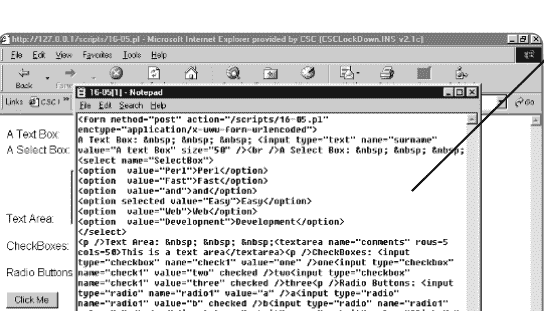 http://127.0.0.1/scripts/16-05.pl - Microsoft Internet Explorer provided by CSC (CSCLockDown.INS v2.1c)
File Edit View Favorites Tools Help
Back
Links CSCI »
Go
16-05[1] - Notepad
File Edit Search Help
<form method="post" action="/scripts/16-05.pl"
enctype="application/x-www-form-urlencoded">
A Text Box: &nbsp; &nbsp; &nbsp; <input type="text" name="surname"
value="A text Box" size="50" /><br />A Select Box: &nbsp; &nbsp; &nbsp;
<select name="SelectBox">
<option value="Perl">Perl</option>
<option value="Fast">Fast</option>
<option value="and">and</option>
<option selected value="Easy">Easy</option>
<option value="Web">Web</option>
<option value="Development">Development</option>
</select>
<p />Text Area: &nbsp; &nbsp; &nbsp;<textarea name="comments" rows=5
cols=50>This is a text area</textarea><p />CheckBoxes: <input
type="checkbox" name="check1" value="one" />one<input type="checkbox"
name="check1" value="two" checked />two<input type="checkbox"
name="check1" value="three" checked />three<p />Radio Buttons: <input
type="radio" name="radio1" value="a" />a<input type="radio"
name="radio1" value="b" checked />b<input type="radio" name="radio1"
A Text Box:
A Select Box:
Text Area:
CheckBoxes:
Radio Buttons
Click Me